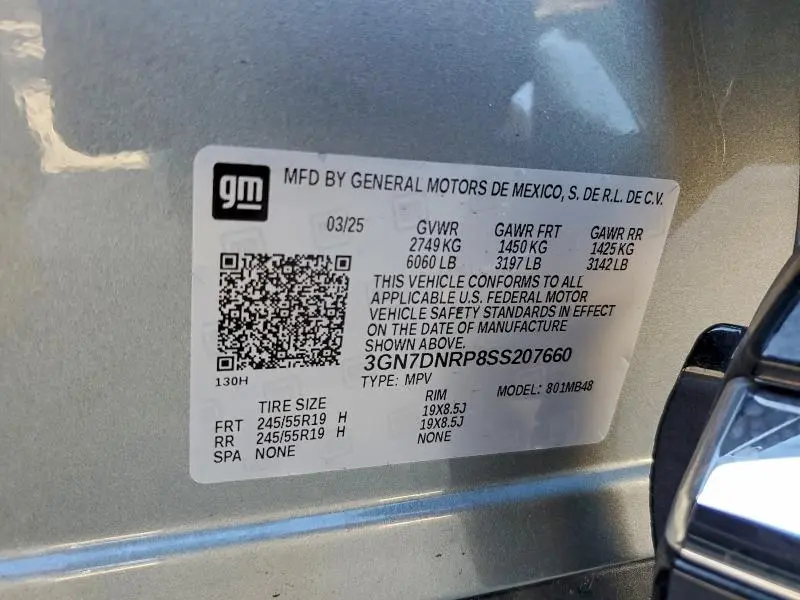 gm MFD BY GENERAL MOTORS DE MEXICO, S. DE R.L. DE C.V.
03/25 GVWR GAWR FRT GAWR RR
2749 KG 1450 KG 1425 KG
6060 LB 3197 LB 3142 LB
THIS VEHICLE CONFORMS TO ALL
APPLICABLE U.S. FEDERAL MOTOR
VEHICLE SAFETY STANDARDS IN EFFECT
ON THE DATE OF MANUFACTURE
SHOWN ABOVE.
3GN7DNRP8SS207660
130H TYPE: MPV MODEL: 801MB48
TIRE SIZE RIM
FRT 245/55R19 H 19X8.5J
RR 245/55R19 H 19X8.5J
SPA NONE NONE